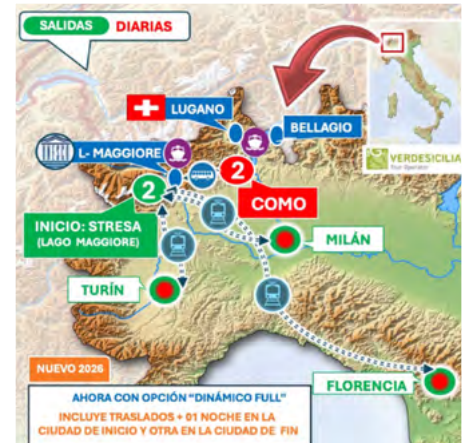 SALIDAS DIARIAS
LUGANO
BELLAGIO
L- MAGGIORE
VERDESICILIA
Tour Operator
2
2
COMO
INICIO: STRESA
(LAGO MAGGIORE)
MILÁN
TURÍN
NUEVO 2026
FLORENCIA
AHORA CON OPCIÓN "DINÁMICO FULL"
INCLUYE TRASLADOS + 01 NOCHE EN LA
CIUDAD DE INICIO Y OTRA EN LA CIUDAD DE FIN